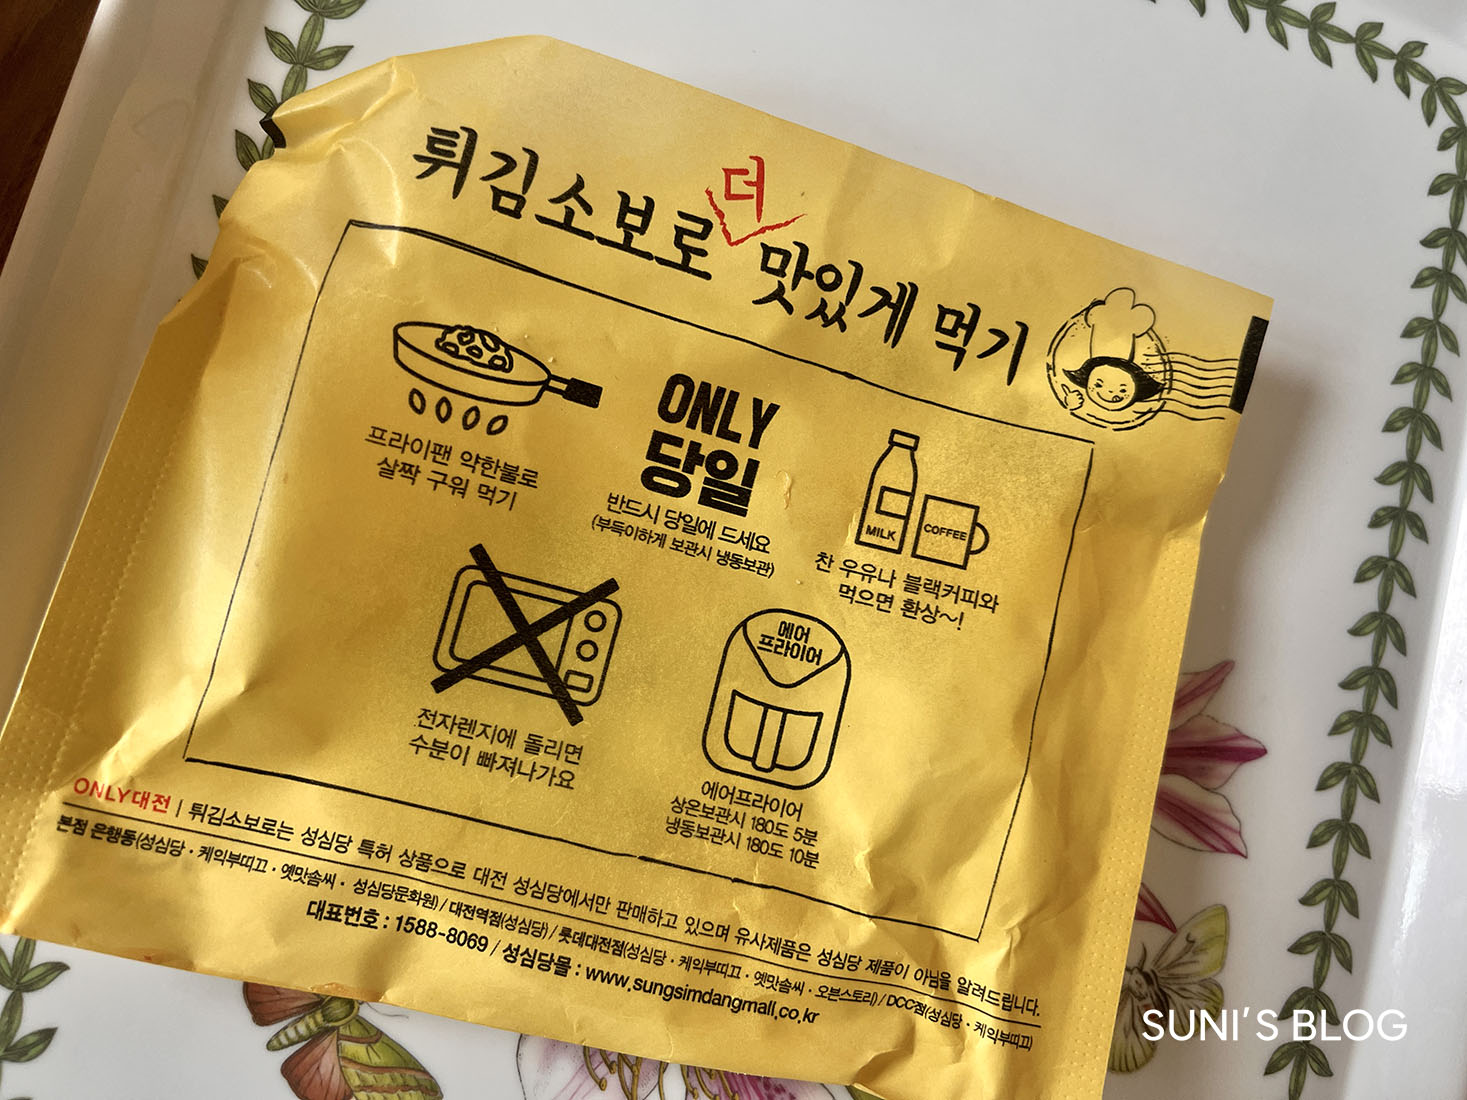 튀김소보로 더 맛있게 먹기
프라이팬 약한불로
살짝 구워 먹기
ONLY
당일
반드시 당일에 드세요
(부득이하게 보관시 냉동보관)
MILK
COFFEE
찬 우유나 블랙커피와
먹으면 환상~!
전자렌지에 돌리면
수분이 빠져나가요
에어
프라이어
에어프라이어
상온보관시 180도 5분
냉동보관시 180도 10분
ONLY대전 | 튀김소보로는 성심당 특허 상품으로 대전 성심당에서만 판매하고 있으며 유사제품은 성심당 제품이 아님을 알려드립니다.
본점 은행동(성심당 · 케익부띠끄 · 옛맛솜씨 · 성심당문화원) / 대전역점(성심당) / 롯데대전점(성심당 · 케익부띠끄 · 옛맛솜씨 · 오븐스토리) / DCC점(성심당 · 케익부띠끄)
대표번호 : 1588-8069 / 성심당몰 : www.sungsimdangmall.co.kr
SUNI'S BLOG